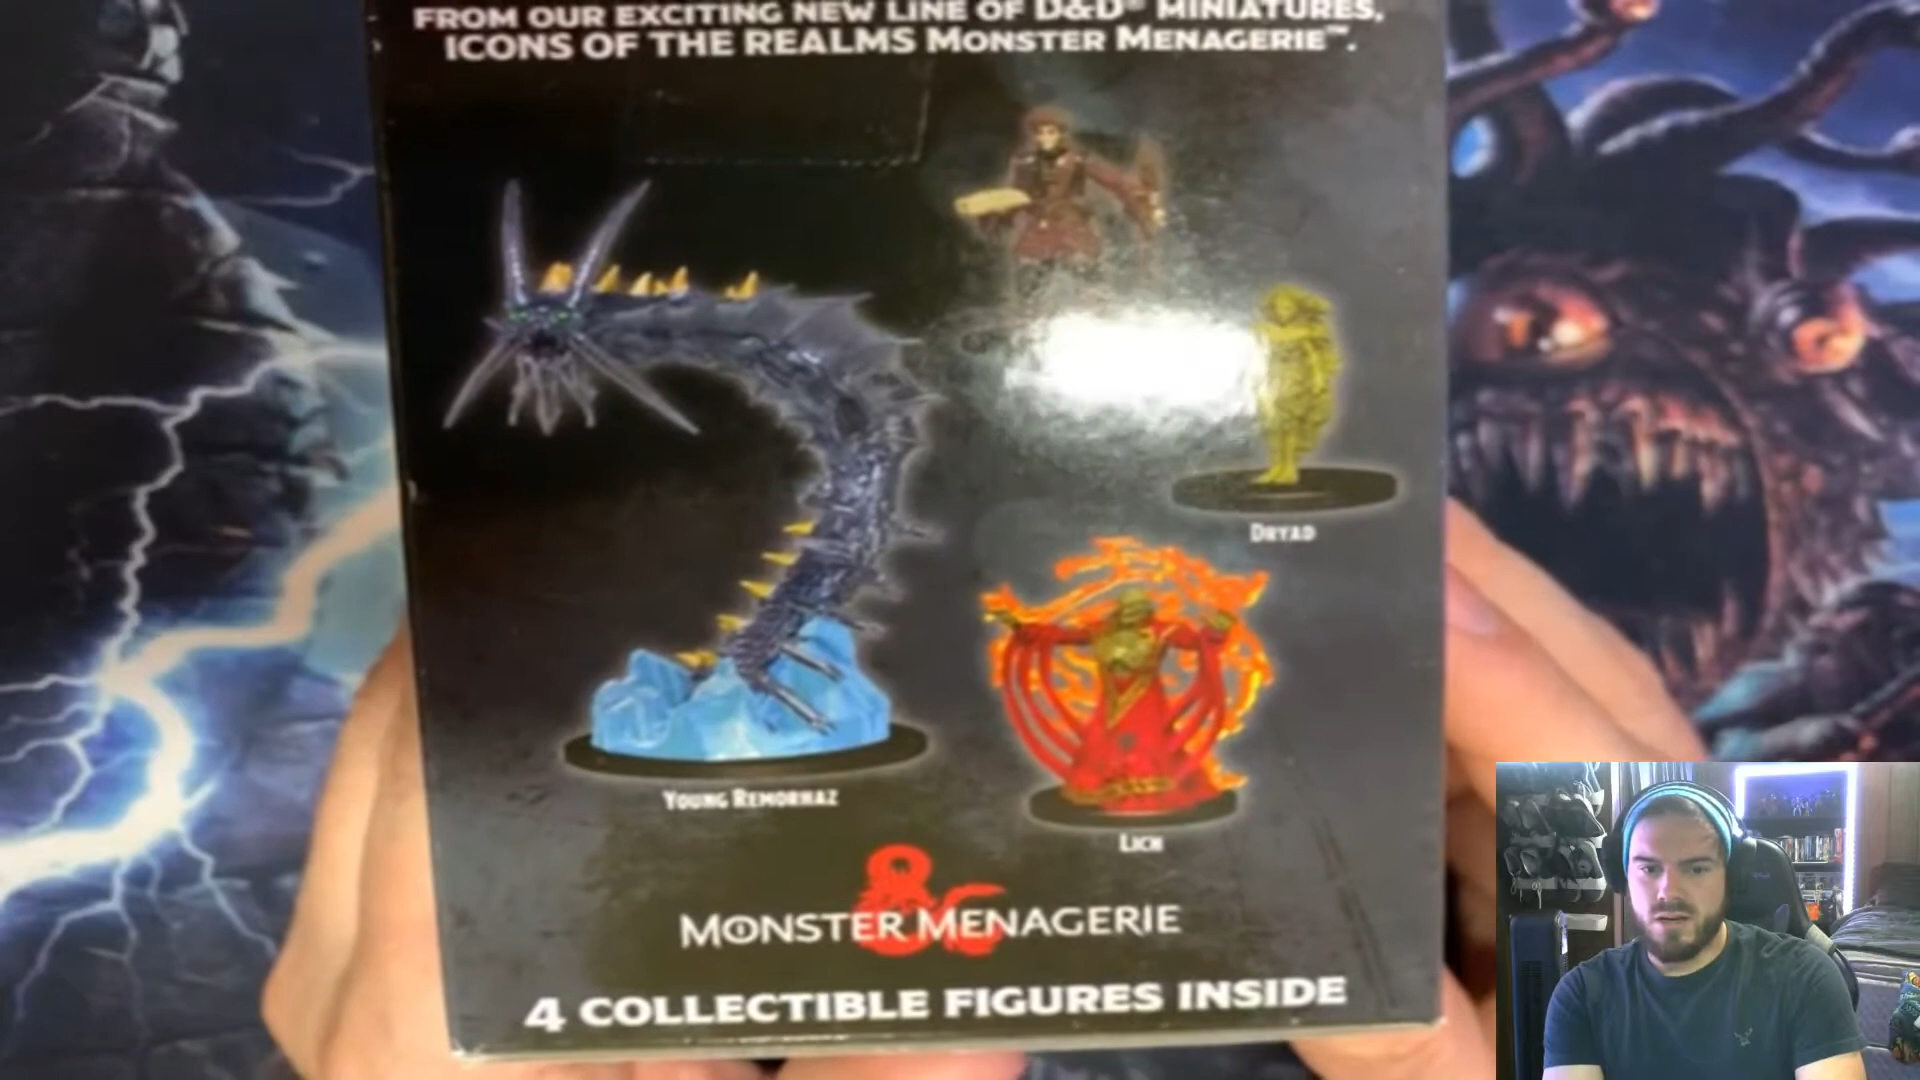 FROM OUR EXCITING NEW LINE OF D&D® MINIATURES,
ICONS OF THE REALMS MONSTER MENAGERIE™.
DRYAD
YOUNG REMORHAZ
LICH
MONSTER MENAGERIE
4 COLLECTIBLE FIGURES INSIDE